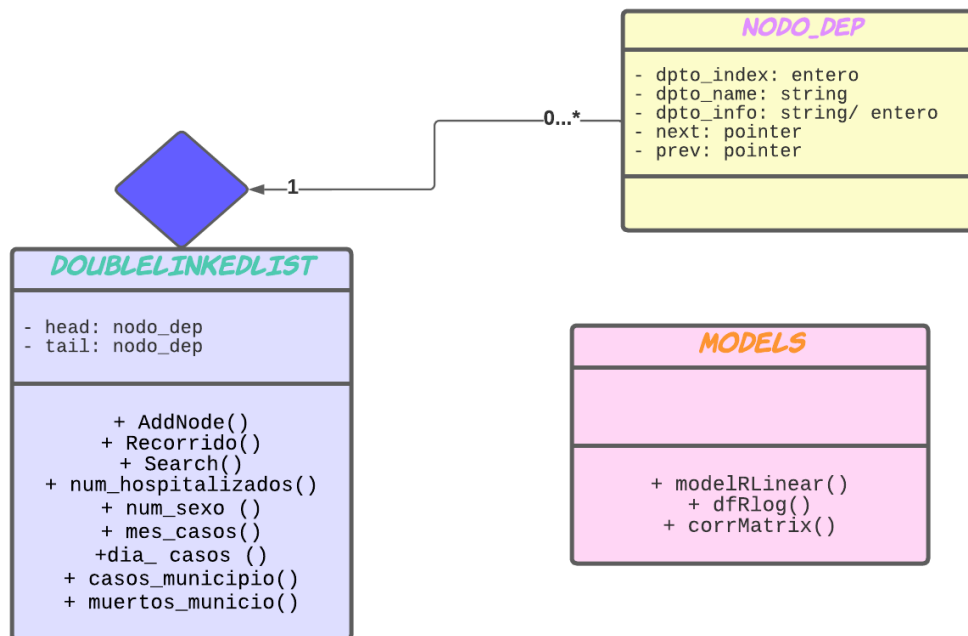 NODO_DEP
- dpto_index: entero
- dpto_name: string
- dpto_info: string/ entero
- next: pointer
- prev: pointer
0...*
1
DOUBLELINKEDLIST
- head: nodo_dep
- tail: nodo_dep
+ AddNode()
+ Recorrido()
+ Search()
+ num_hospitalizados()
+ num_sexo ()
+ mes_casos()
+dia_ casos ()
+ casos_municipio()
+ muertos_municio()
MODELS
+ modelRLinear()
+ dfRlog()
+ corrMatrix()